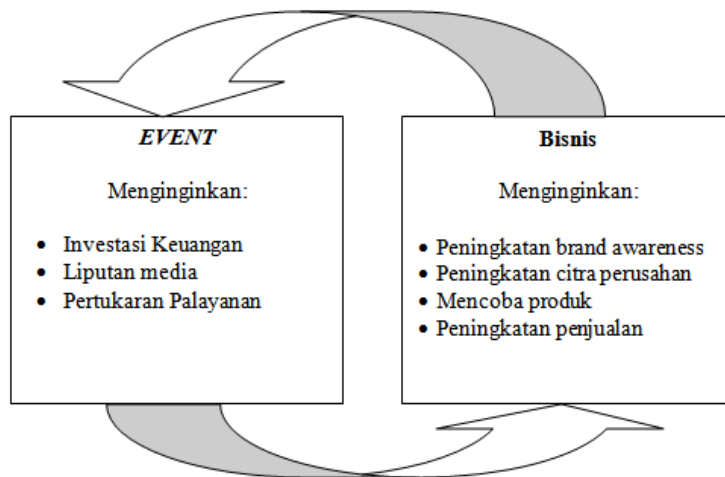 EVENT
Menginginkan:
• Investasi Keuangan
• Liputan media
• Pertukaran Palayanan
Bisnis
Menginginkan:
• Peningkatan brand awareness
• Peningkatan citra perusahan
• Mencoba produk
• Peningkatan penjualan